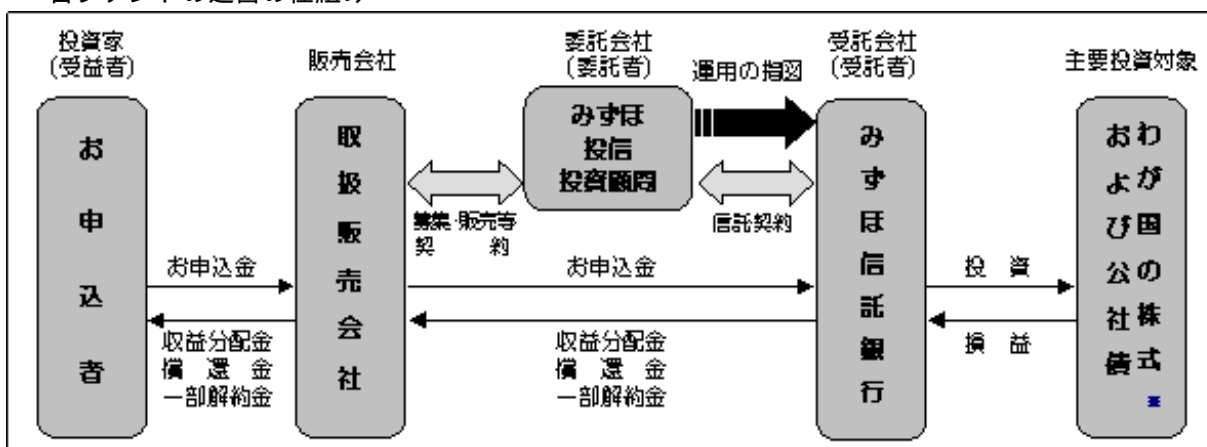 各ファンドの運営の仕組み
投資家
(受益者)
販売会社
委託会社
(委託者)
運用の指図
受託会社
(受託者)
主要投資対象
お申込者
取扱販売会社
みずほ
投信
投資顧問
みずほ信託銀行
わが国の株式
および公社債
※
募集・販売等
契約
信託契約
お申込金
収益分配金
償還金
一部解約金
お申込金
収益分配金
償還金
一部解約金
投資
損益